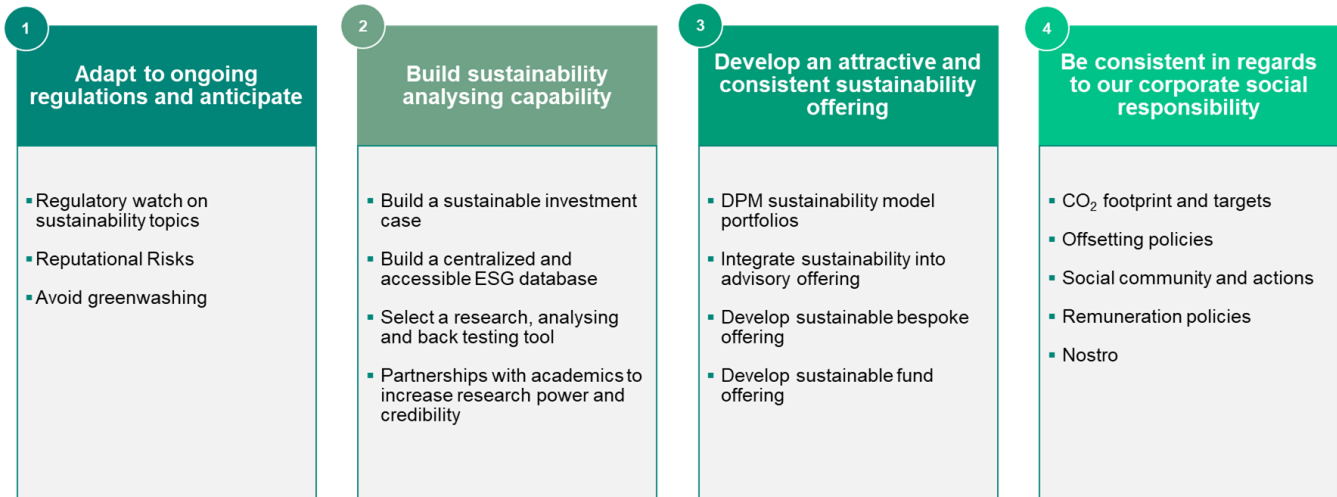 1
Adapt to ongoing
regulations and anticipate
▪ Regulatory watch on
sustainability topics
▪ Reputational Risks
▪ Avoid greenwashing
2
Build sustainability
analysing capability
▪ Build a sustainable investment
case
▪ Build a centralized and
accessible ESG database
▪ Select a research, analysing
and back testing tool
▪ Partnerships with academics to
increase research power and
credibility
3
Develop an attractive and
consistent sustainability
offering
▪ DPM sustainability model
portfolios
▪ Integrate sustainability into
advisory offering
▪ Develop sustainable bespoke
offering
▪ Develop sustainable fund
offering
4
Be consistent in regards
to our corporate social
responsibility
▪ CO₂ footprint and targets
▪ Offsetting policies
▪ Social community and actions
▪ Remuneration policies
▪ Nostro